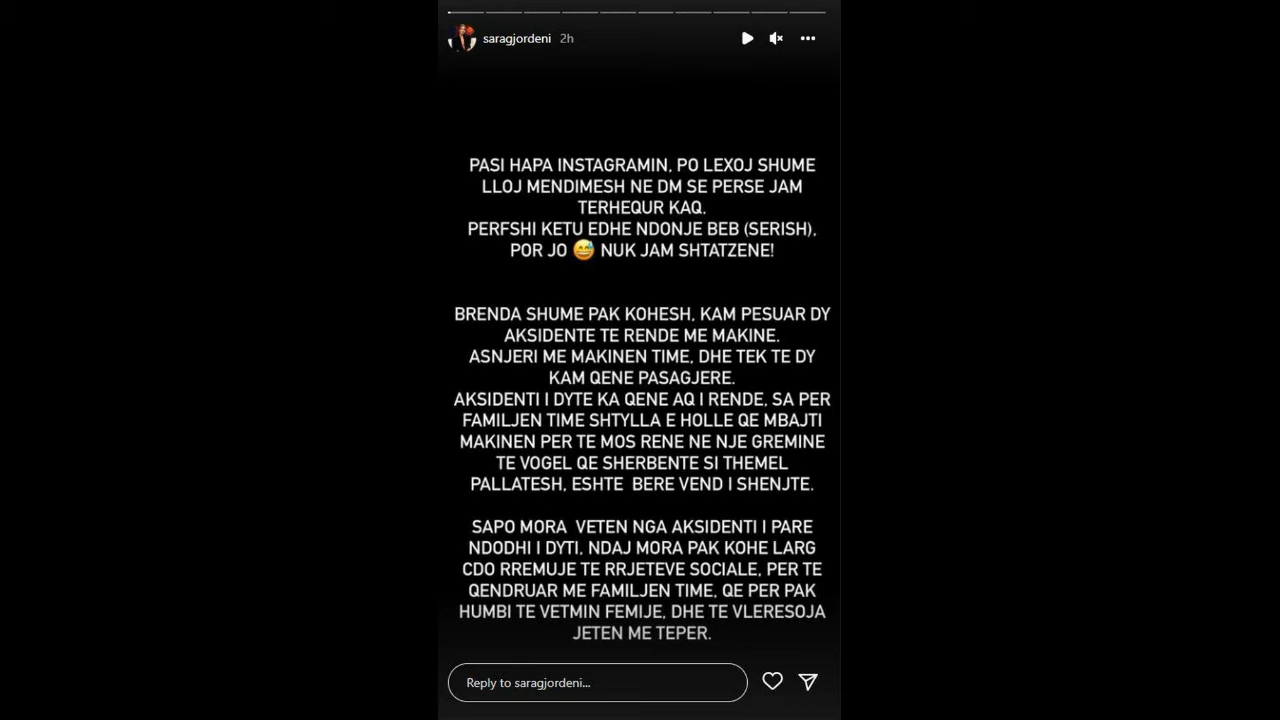 saragjordeni 2h
PASI HAPA INSTAGRAMIN, PO LEXOJ SHUME
LLOJ MENDIMESH NE DM SE PERSE JAM
TERHEQUR KAQ.
PERFSHI KETU EDHE NDONJE BEB (SERISH),
POR JO 😅 NUK JAM SHTATZENE!
BRENDA SHUME PAK KOHESH, KAM PESUAR DY
AKSIDENTE TE RENDE ME MAKINE.
ASNJERI ME MAKINEN TIME, DHE TEK TE DY
KAM QENE PASAGJERE.
AKSIDENTI I DYTE KA QENE AQ I RENDE, SA PER
FAMILJEN TIME SHTYLLA E HOLLE QE MBAJTI
MAKINEN PER TE MOS RENE NE NJE GREMINE
TE VOGEL QE SHERBENTE SI THEMEL
PALLATESH, ESHTE BERE VEND I SHENJTE.
SAPO MORA VETEN NGA AKSIDENTI I PARE
NDODHI I DYTI, NDAJ MORA PAK KOHE LARG
CDO RREMUJE TE RRJETEVE SOCIALE, PER TE
QENDRUAR ME FAMILJEN TIME, QE PER PAK
HUMBI TE VETMIN FEMIJE, DHE TE VLERESOJA
JETEN ME TEPER.
Reply to saragjordeni...